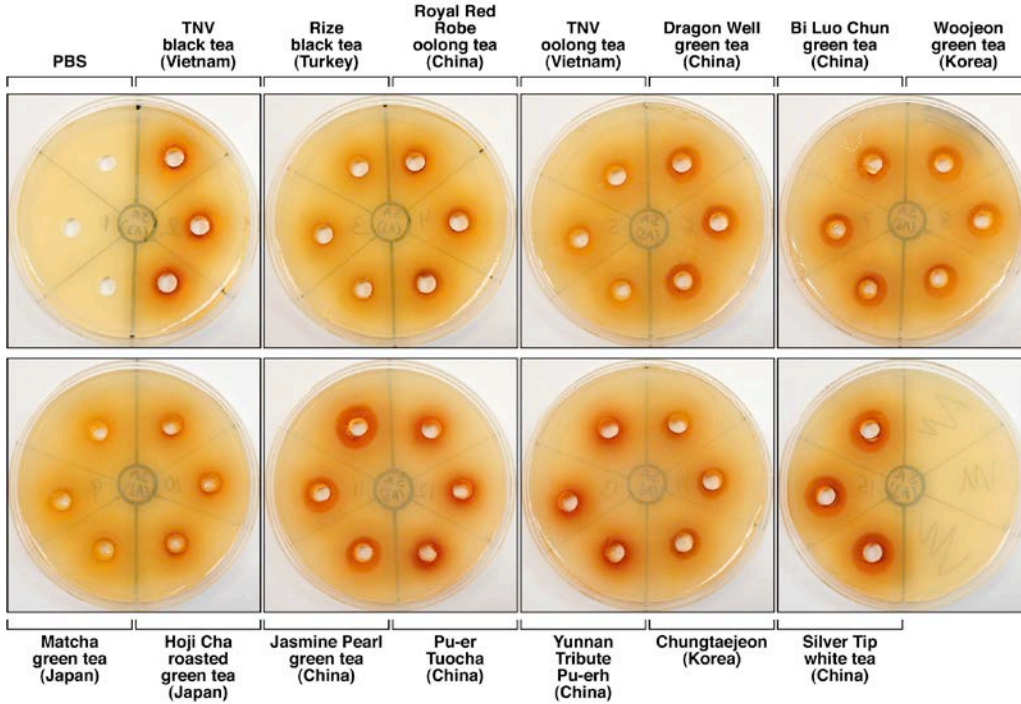 PBS
TNV
black tea
(Vietnam)
Rize
black tea
(Turkey)
Royal Red
Robe
oolong tea
(China)
TNV
oolong tea
(Vietnam)
Dragon Well
green tea
(China)
Bi Luo Chun
green tea
(China)
Woojeon
green tea
(Korea)
Matcha
green tea
(Japan)
Hoji Cha
roasted
green tea
(Japan)
Jasmine Pearl
green tea
(China)
Pu-er
Tuocha
(China)
Yunnan
Tribute
Pu-erh
(China)
Chungtaejeon
(Korea)
Silver Tip
white tea
(China)